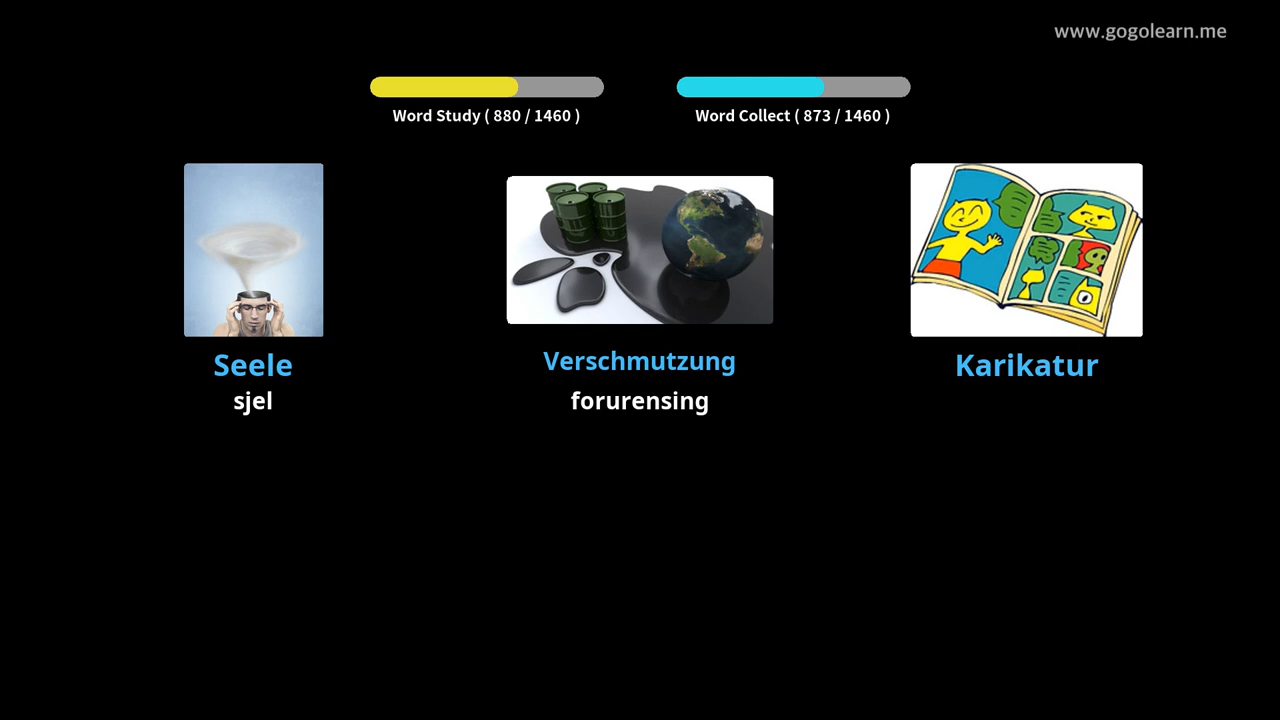 www.gogolearn.me
Word Study ( 880 / 1460 )
Word Collect ( 873 / 1460 )
Seele
sjel
Verschmutzung
forurensing
Karikatur